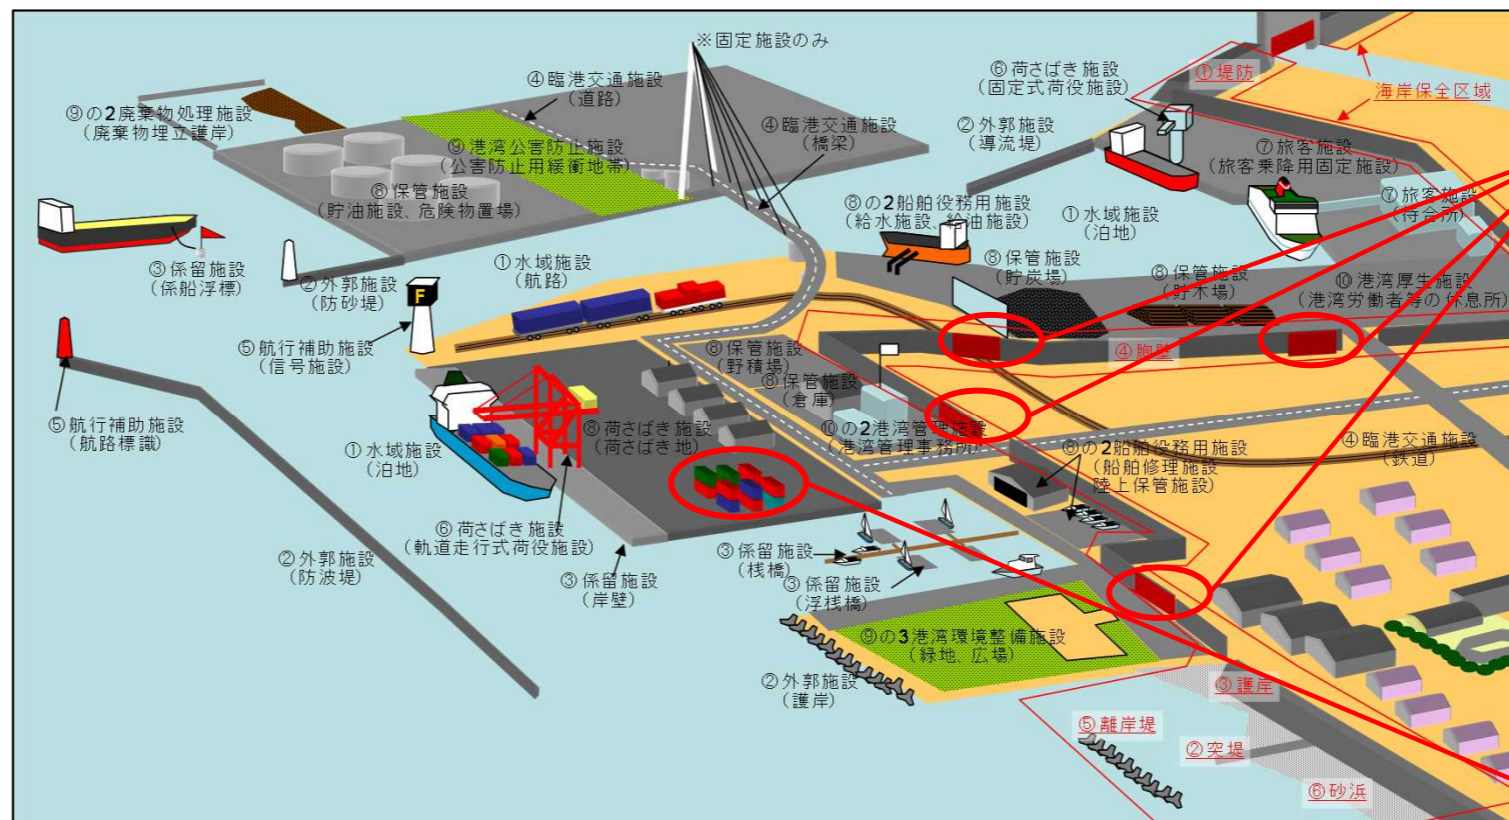 ※固定施設のみ
④臨港交通施設
(道路)
⑨の2廃棄物処理施設
(廃棄物埋立護岸)
⑨港湾公害防止施設
(公害防止用緩衝地帯)
④臨港交通施設
(橋梁)
⑧保管施設
(貯油施設、危険物置場)
⑥荷さばき施設
(固定式荷役施設)
①堤防
海岸保全区域
②外郭施設
(導流堤)
⑦旅客施設
(旅客乗降用固定施設)
⑦旅客施設
(待合所)
⑧の2船舶役務用施設
(給水施設、給油施設)
①水域施設
(泊地)
③係留施設
(係船浮標)
②外郭施設
(防砂堤)
①水域施設
(航路)
F
⑧保管施設
(貯炭場)
⑧保管施設
(貯木場)
⑩港湾厚生施設
(港湾労働者等の休息所)
⑤航行補助施設
(信号施設)
⑧保管施設
(野積場)
④胸壁
⑧保管施設
(倉庫)
⑤航行補助施設
(航路標識)
①水域施設
(泊地)
⑧荷さばき施設
(荷さばき地)
⑩の2港湾管理施設
(港湾管理事務所)
⑧の2船舶役務用施設
(船舶修理施設
陸上保管施設)
④臨港交通施設
(鉄道)
⑥荷さばき施設
(軌道走行式荷役施設)
②外郭施設
(防波堤)
③係留施設
(岸壁)
③係留施設
(桟橋)
③係留施設
(浮桟橋)
⑨の3港湾環境整備施設
(緑地、広場)
②外郭施設
(護岸)
③護岸
⑤離岸堤
②突堤
⑥砂浜